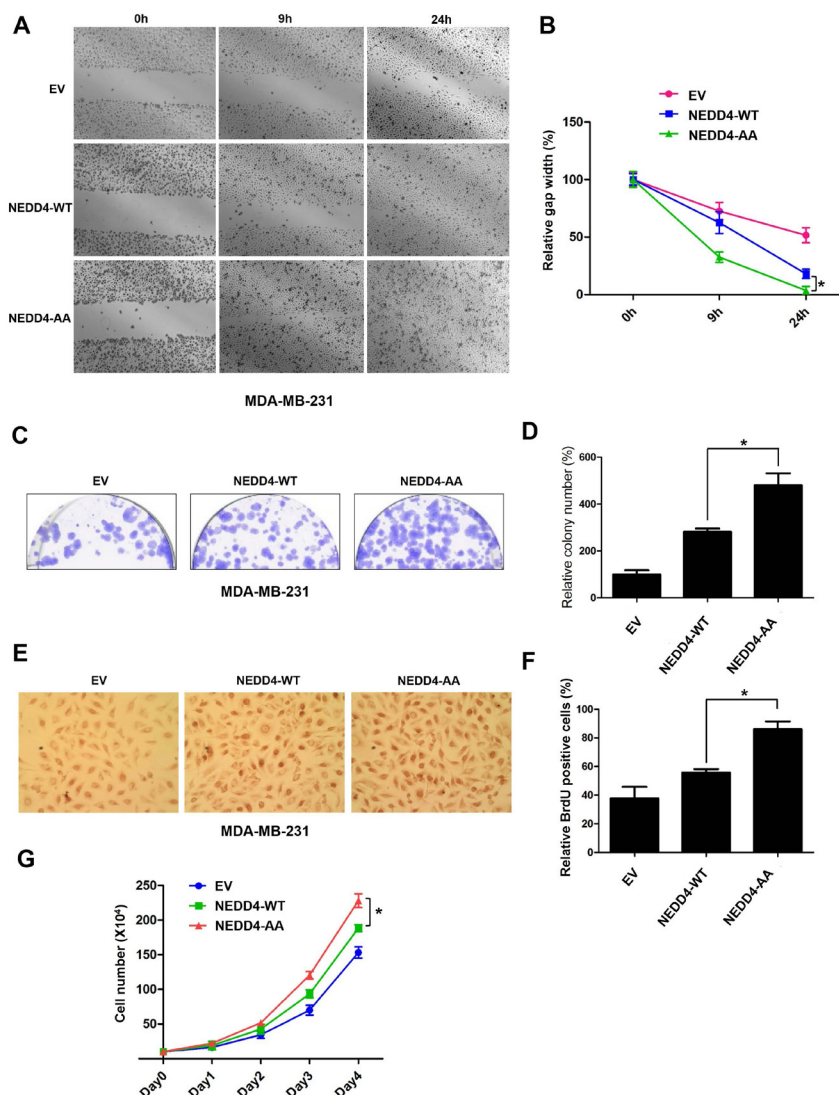 A
0h 9h 24h
EV
NEDD4-WT
NEDD4-AA
MDA-MB-231
B
EV
NEDD4-WT
NEDD4-AA
Relative gap width (%)
150
100
50
0
*
0h 9h 24h
C
EV NEDD4-WT NEDD4-AA
MDA-MB-231
D
Relative colony number (%)
600
400
200
0
*
EV NEDD4-WT NEDD4-AA
E
EV NEDD4-WT NEDD4-AA
MDA-MB-231
F
Relative BrdU positive cells (%)
100
80
60
40
20
0
*
EV NEDD4-WT NEDD4-AA
G
EV
NEDD4-WT
NEDD4-AA
Cell number (X10⁴)
250
200
150
100
50
*
Day0 Day1 Day2 Day3 Day4